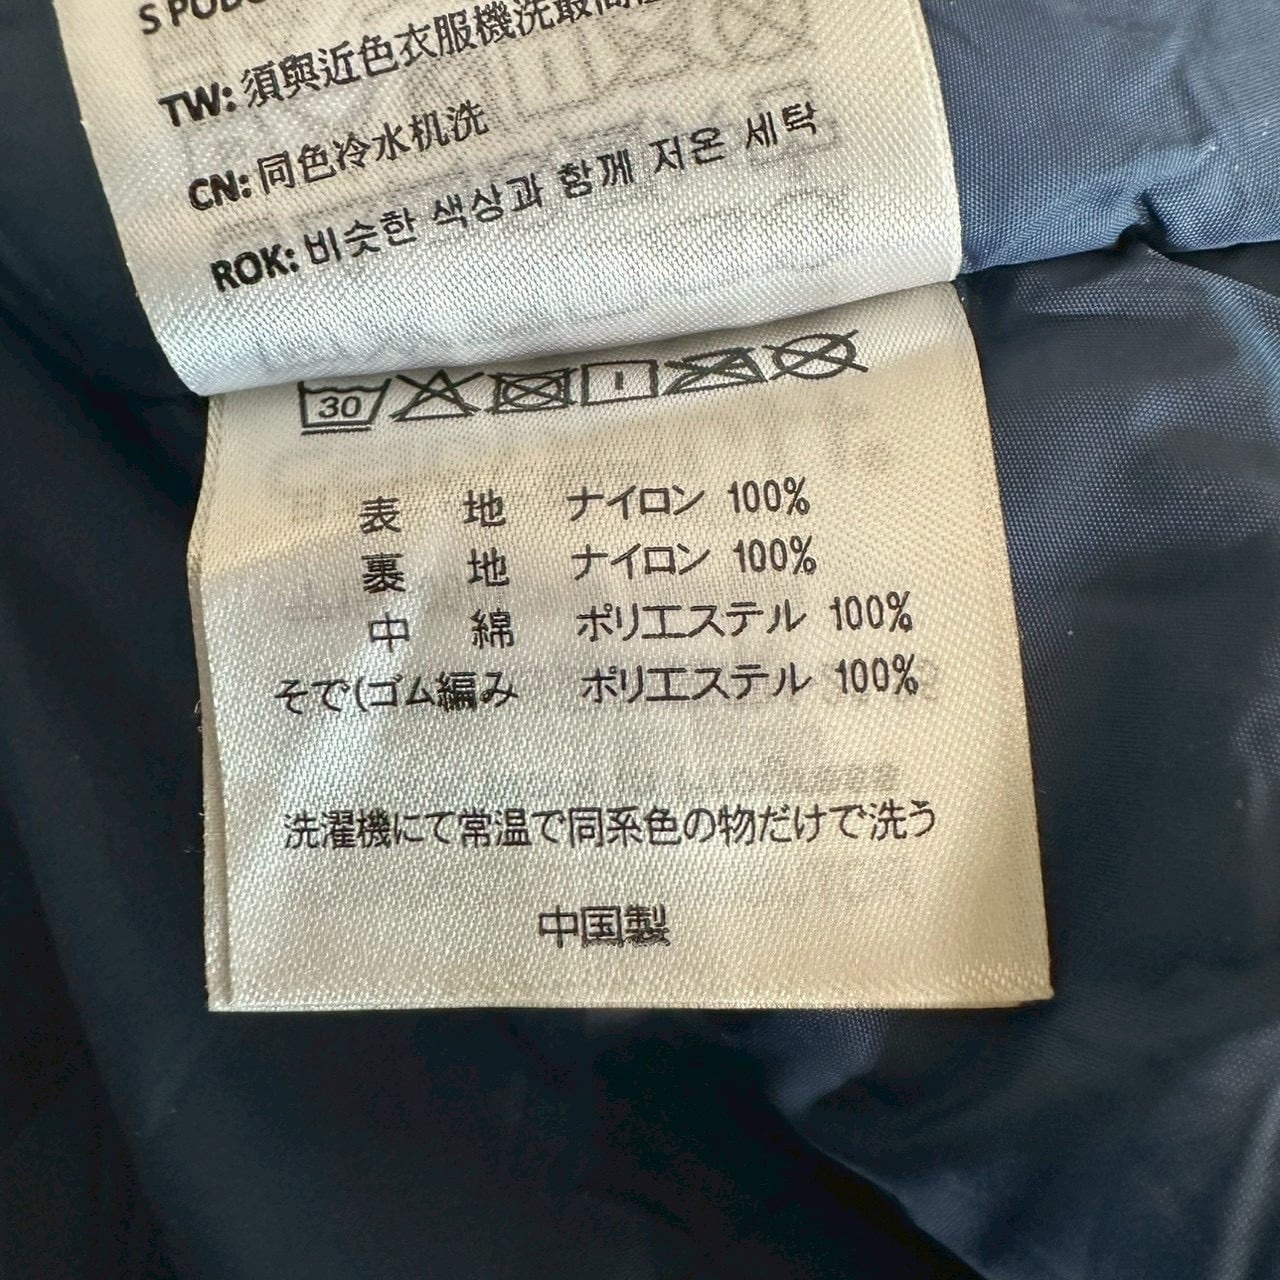 TW: 須與近色衣服機洗最高
CN: 同色冷水机洗
ROK: 비슷한 색상과 함께 저온 세탁
30
表 地 ナイロン 100%
裏 地 ナイロン 100%
中 綿 ポリエステル 100%
そで(ゴム編み ポリエステル 100%
洗濯機にて常温で同系色の物だけで洗う
中国製